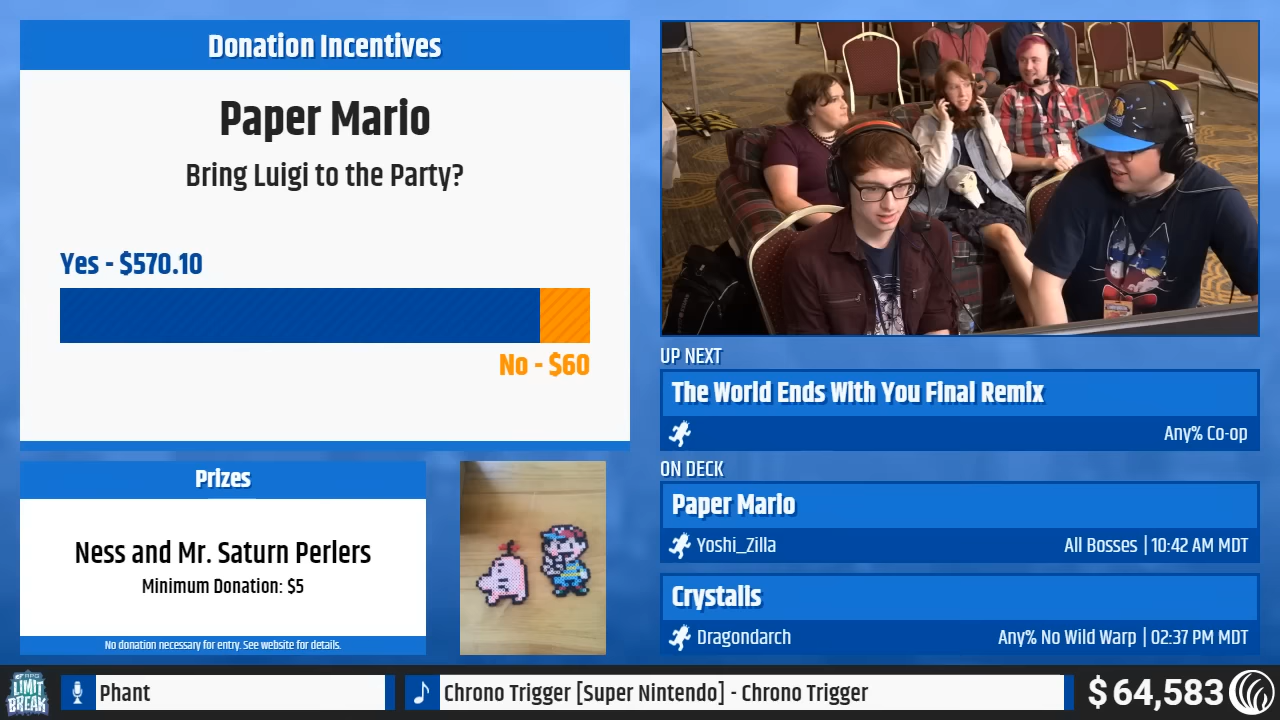 Donation Incentives
Paper Mario
Bring Luigi to the Party?
Yes - $570.10
No - $60
Prizes
Ness and Mr. Saturn Perlers
Minimum Donation: $5
No donation necessary for entry. See website for details.
UP NEXT
The World Ends With You Final Remix
Any% Co-op
ON DECK
Paper Mario
Yoshi_Zilla
All Bosses | 10:42 AM MDT
Crystalis
Dragondarch
Any% No Wild Warp | 02:37 PM MDT
RPG
LIMIT
BREAK
Phant
Chrono Trigger [Super Nintendo] - Chrono Trigger
$ 64,583